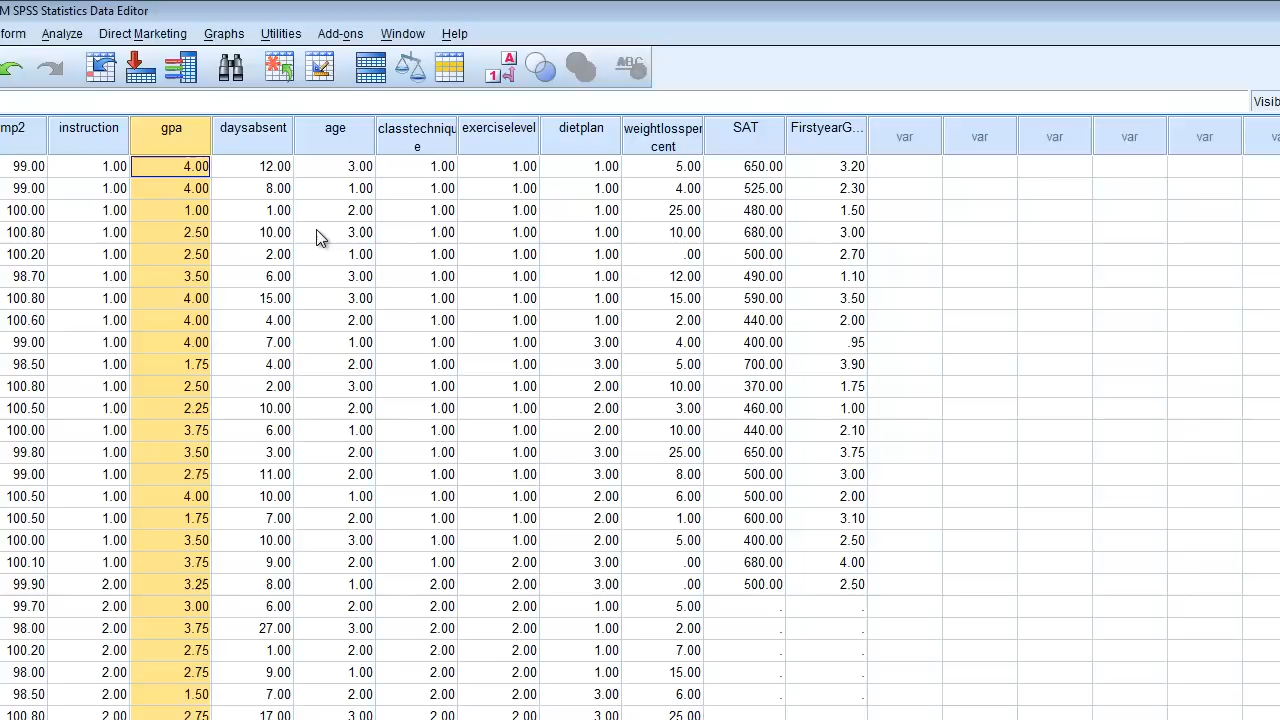 M SPSS Statistics Data Editor
form Analyze Direct Marketing Graphs Utilities Add-ons Window Help
A
1
ABC
Visib
mp2 instruction gpa daysabsent age classtechniqu exerciselevel dietplan weightlossper SAT FirstyearG... var var var var var va
e cent
99.00 1.00 4.00 12.00 3.00 1.00 1.00 1.00 5.00 650.00 3.20
99.00 1.00 4.00 8.00 1.00 1.00 1.00 1.00 4.00 525.00 2.30
100.00 1.00 1.00 1.00 2.00 1.00 1.00 1.00 25.00 480.00 1.50
100.80 1.00 2.50 10.00 3.00 1.00 1.00 1.00 10.00 680.00 3.00
100.20 1.00 2.50 2.00 1.00 1.00 1.00 1.00 .00 500.00 2.70
98.70 1.00 3.50 6.00 3.00 1.00 1.00 1.00 12.00 490.00 1.10
100.80 1.00 4.00 15.00 3.00 1.00 1.00 1.00 15.00 590.00 3.50
100.60 1.00 4.00 4.00 2.00 1.00 1.00 1.00 2.00 440.00 2.00
99.00 1.00 4.00 7.00 1.00 1.00 1.00 3.00 4.00 400.00 .95
98.50 1.00 1.75 4.00 2.00 1.00 1.00 3.00 5.00 700.00 3.90
100.80 1.00 2.50 2.00 3.00 1.00 1.00 2.00 10.00 370.00 1.75
100.50 1.00 2.25 10.00 2.00 1.00 1.00 2.00 3.00 460.00 1.00
100.00 1.00 3.75 6.00 1.00 1.00 1.00 2.00 10.00 440.00 2.10
99.80 1.00 3.50 3.00 2.00 1.00 1.00 3.00 25.00 650.00 3.75
99.00 1.00 2.75 11.00 2.00 1.00 1.00 3.00 8.00 500.00 3.00
100.50 1.00 4.00 10.00 1.00 1.00 1.00 2.00 6.00 500.00 2.00
100.50 1.00 1.75 7.00 2.00 1.00 1.00 2.00 1.00 600.00 3.10
100.00 1.00 3.50 10.00 3.00 1.00 1.00 2.00 5.00 400.00 2.50
100.10 1.00 3.75 9.00 2.00 1.00 2.00 3.00 .00 680.00 4.00
99.90 2.00 3.25 8.00 1.00 2.00 2.00 3.00 .00 500.00 2.50
99.70 2.00 3.00 6.00 2.00 2.00 2.00 1.00 5.00 . .
98.00 2.00 3.75 27.00 3.00 2.00 2.00 1.00 2.00 . .
100.20 2.00 2.75 1.00 2.00 2.00 2.00 1.00 7.00 . .
98.00 2.00 2.75 9.00 1.00 2.00 2.00 1.00 15.00 . .
98.50 2.00 1.50 7.00 2.00 2.00 2.00 3.00 6.00 . .
100.80 2.00 2.75 17.00 3.00 2.00 2.00 3.00 25.00